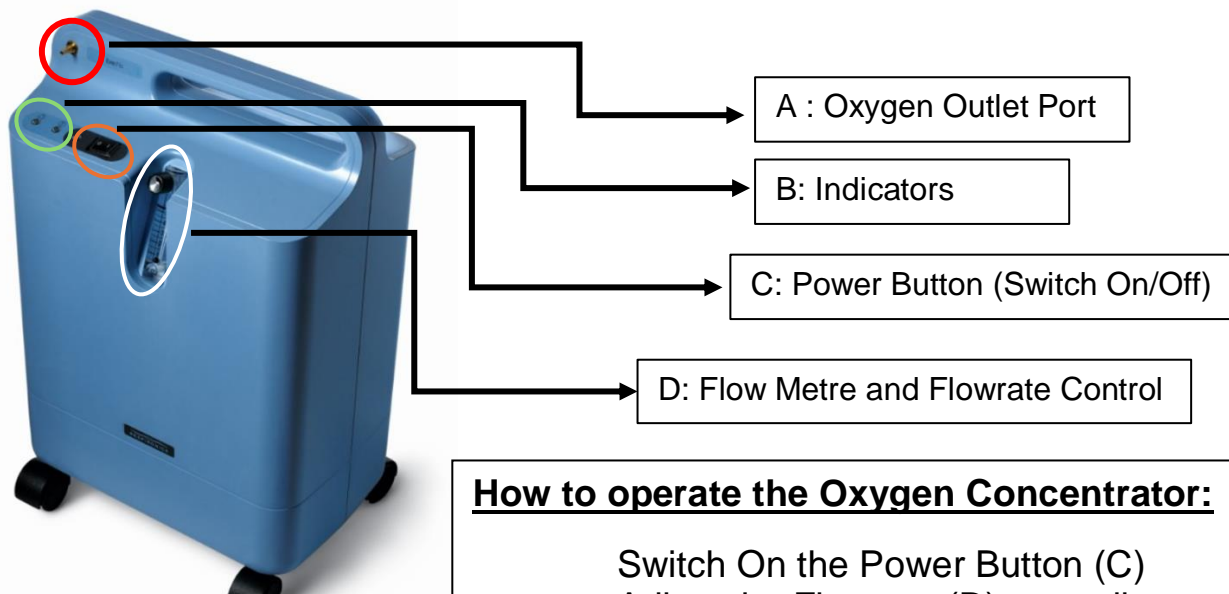 A : Oxygen Outlet Port
B: Indicators
C: Power Button (Switch On/Off)
D: Flow Metre and Flowrate Control
How to operate the Oxygen Concentrator:
Switch On the Power Button (C)